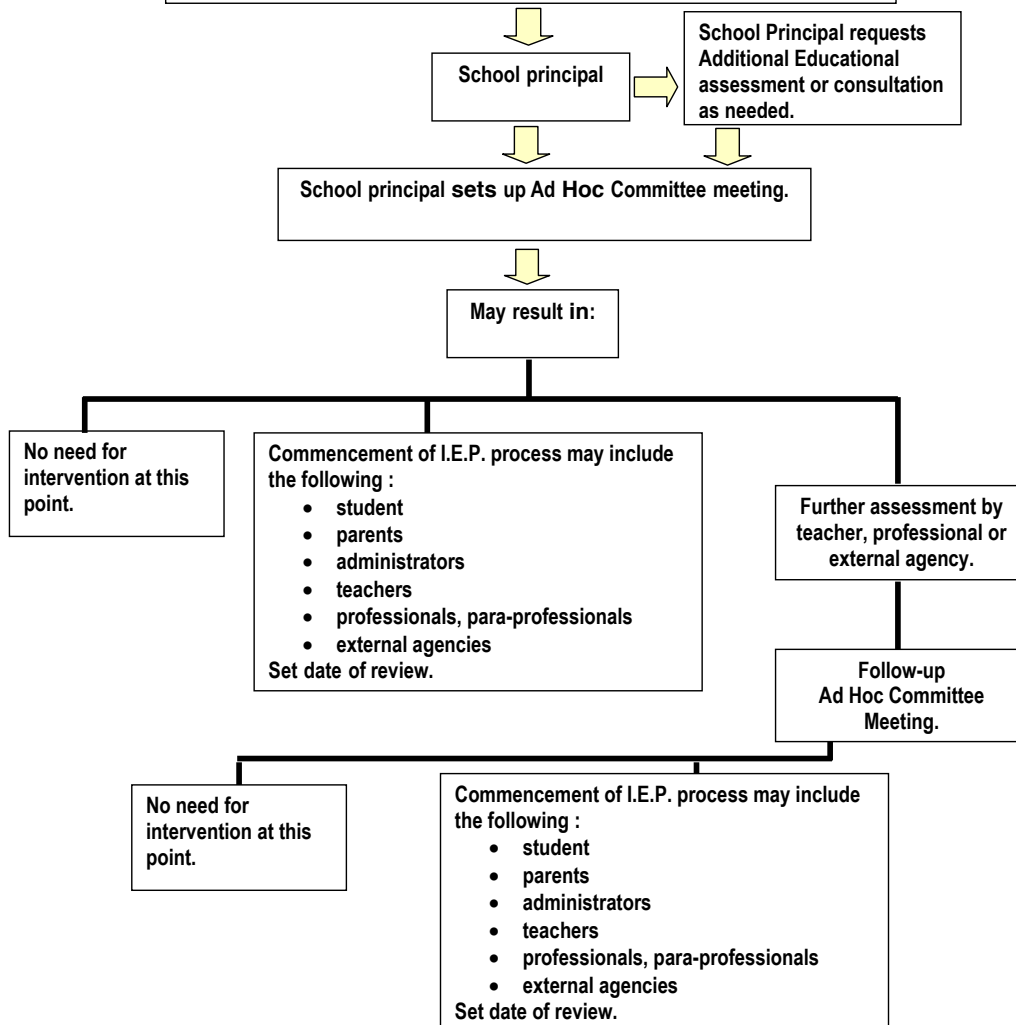 School principal
School Principal requests
Additional Educational
assessment or consultation
as needed.
School principal sets up Ad Hoc Committee meeting.
May result in:
No need for
intervention at this
point.
Commencement of I.E.P. process may include
the following :
• student
• parents
• administrators
• teachers
• professionals, para-professionals
• external agencies
Set date of review.
Further assessment by
teacher, professional or
external agency.
Follow-up
Ad Hoc Committee
Meeting.
No need for
intervention at this
point.
Commencement of I.E.P. process may include
the following :
• student
• parents
• administrators
• teachers
• professionals, para-professionals
• external agencies
Set date of review.